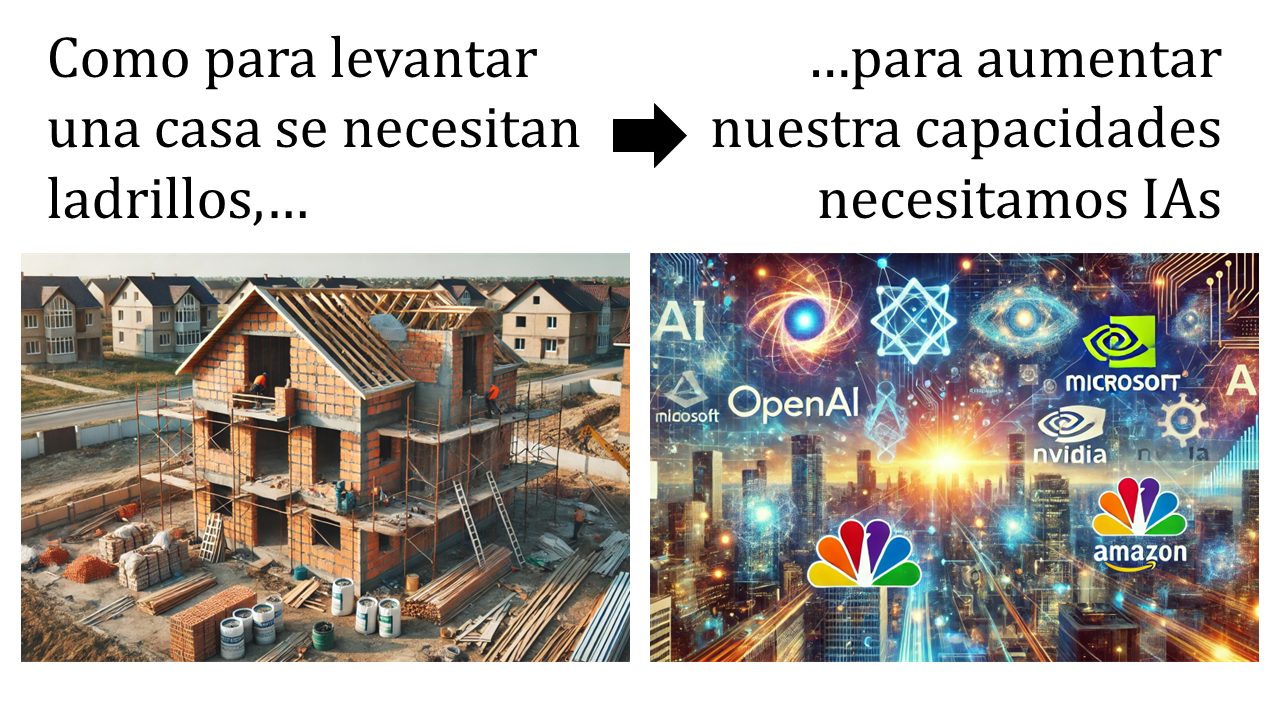 Como para levantar
una casa se necesitan
ladrillos,…
…para aumentar
nuestra capacidades
necesitamos IAs
AI
OpenAI
MICROSOFT
A
nvidia
amazon